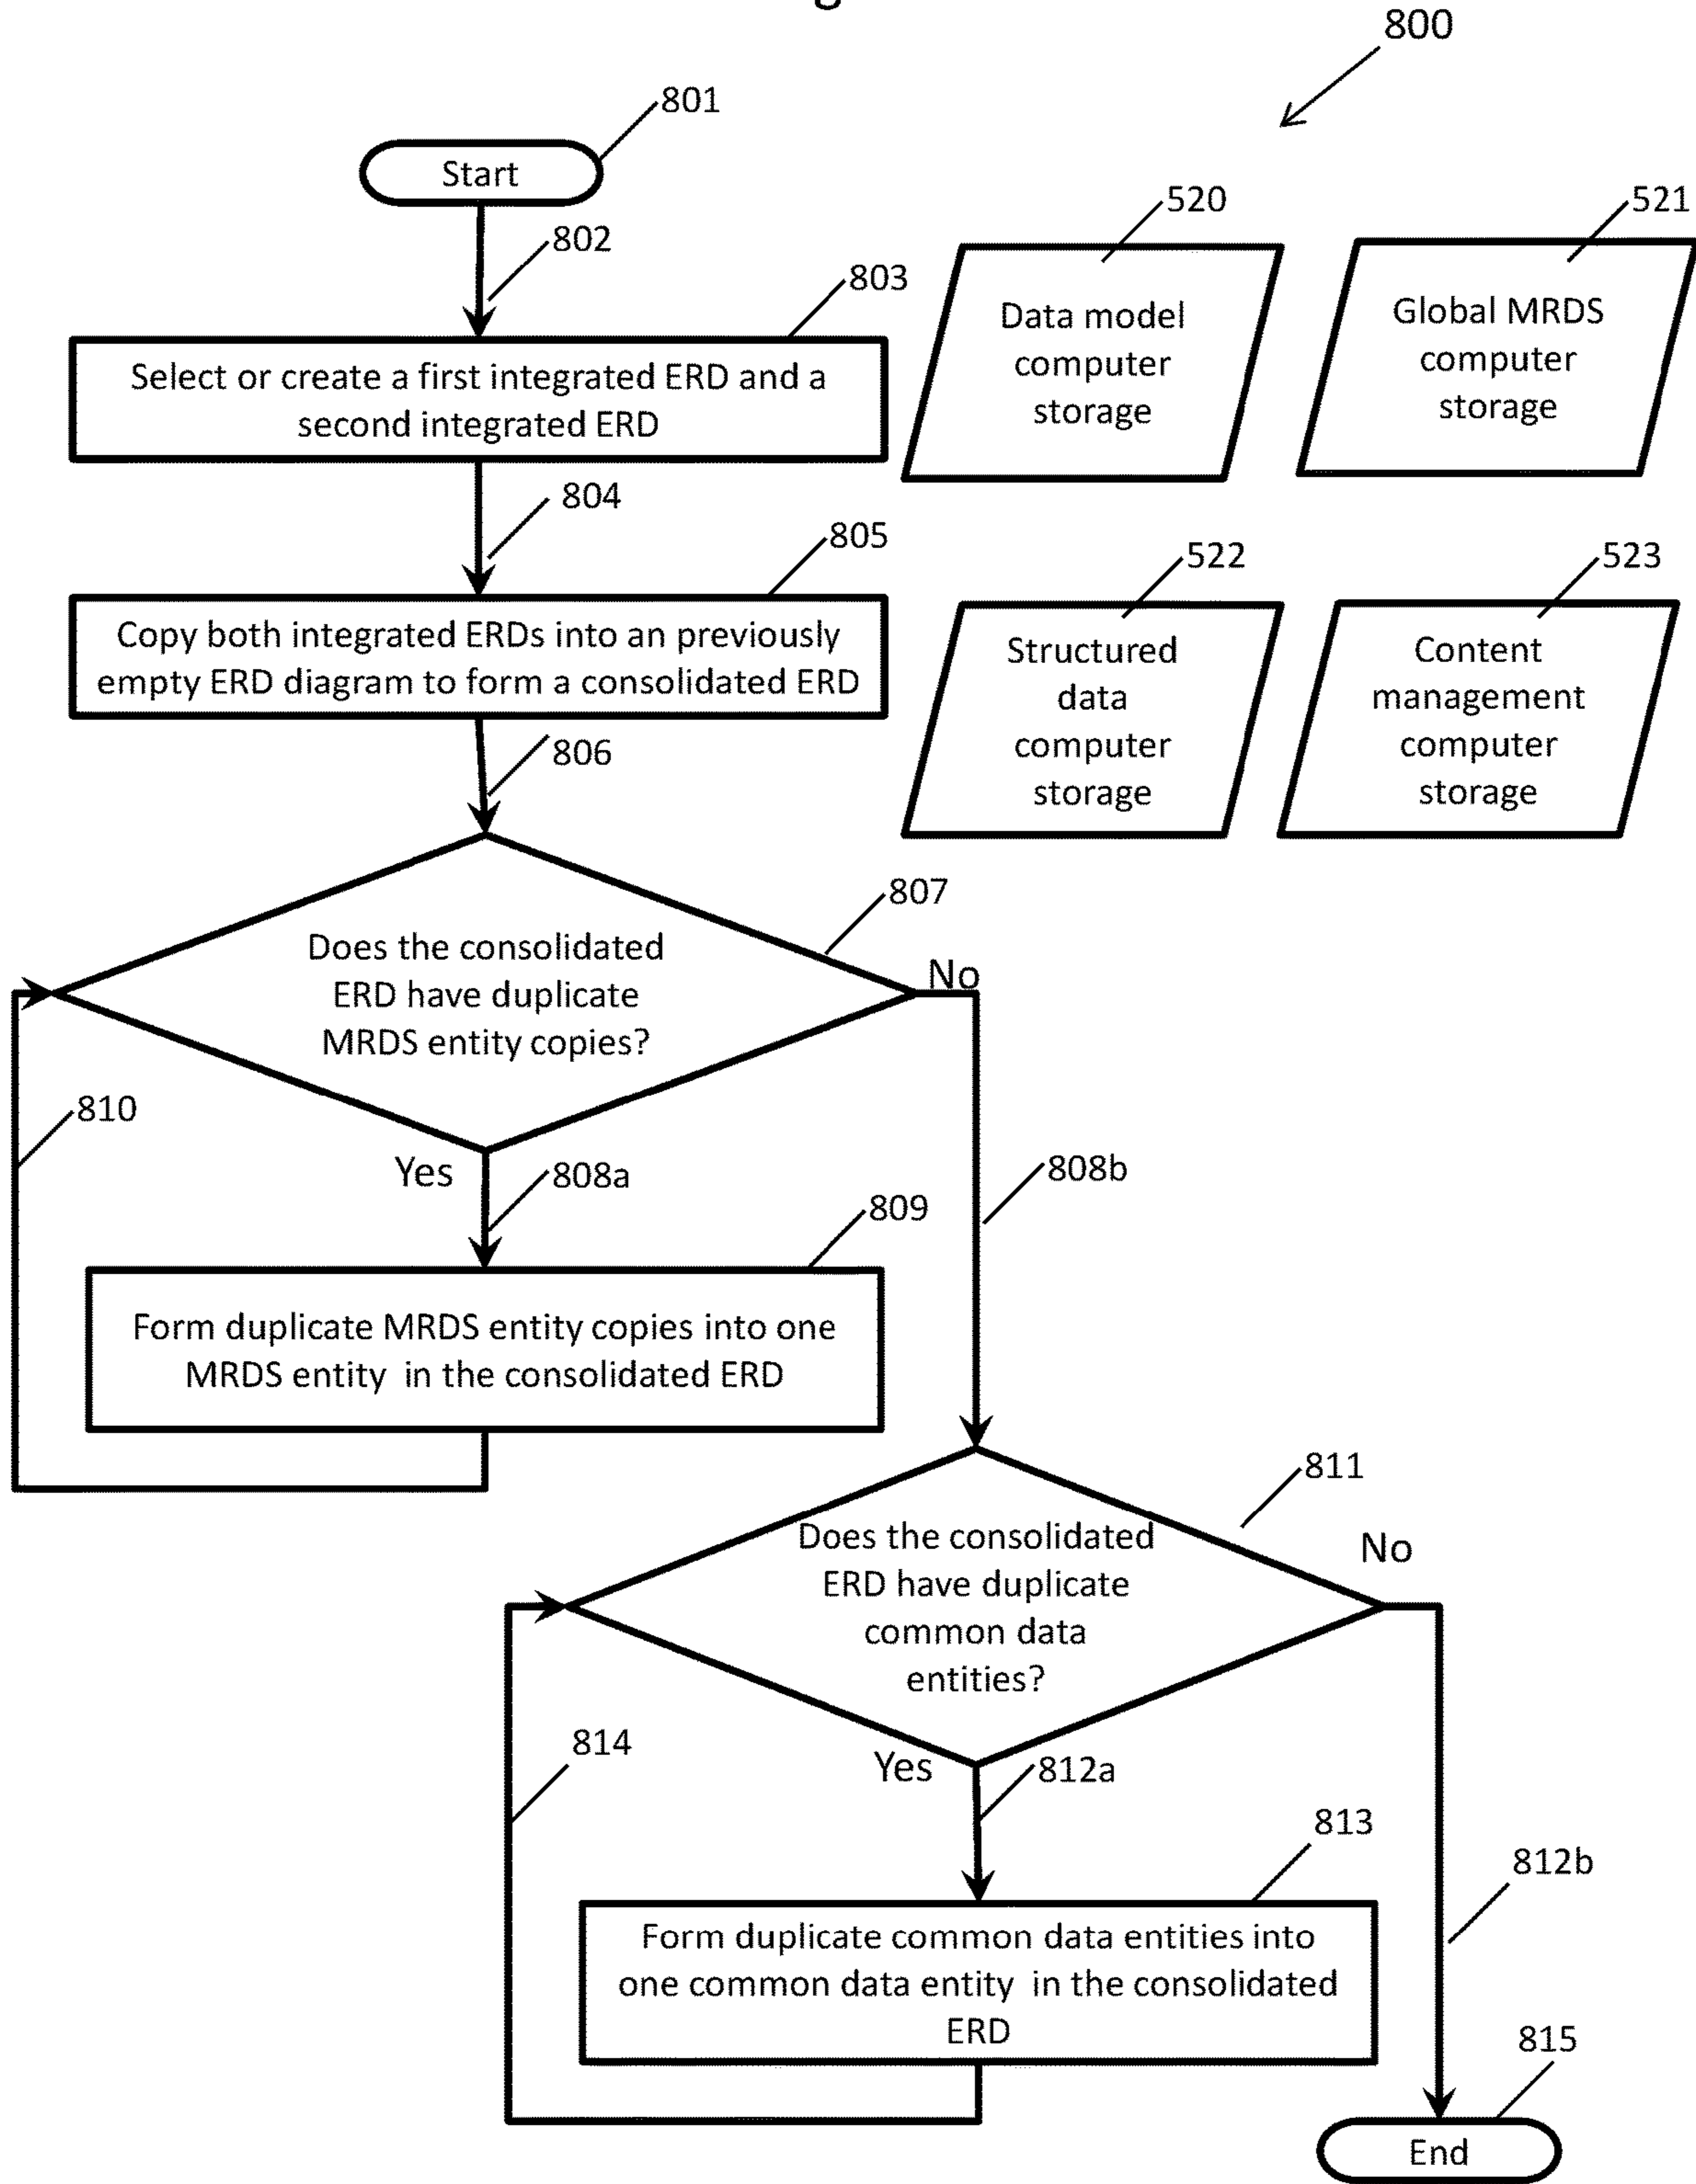 800
801
Start
802
520
521
803
Data model
computer
storage
Global MRDS
computer
storage
Select or create a first integrated ERD and a
second integrated ERD
804
805
522
523
Copy both integrated ERDs into an previously
empty ERD diagram to form a consolidated ERD
Structured
data
computer
storage
Content
management
computer
storage
806
807
Does the consolidated
ERD have duplicate
MRDS entity copies?
No
810
Yes
808a
808b
809
Form duplicate MRDS entity copies into one
MRDS entity in the consolidated ERD
811
Does the consolidated
ERD have duplicate
common data
entities?
No
814
Yes
812a
813
812b
Form duplicate common data entities into
one common data entity in the consolidated
ERD
815
End